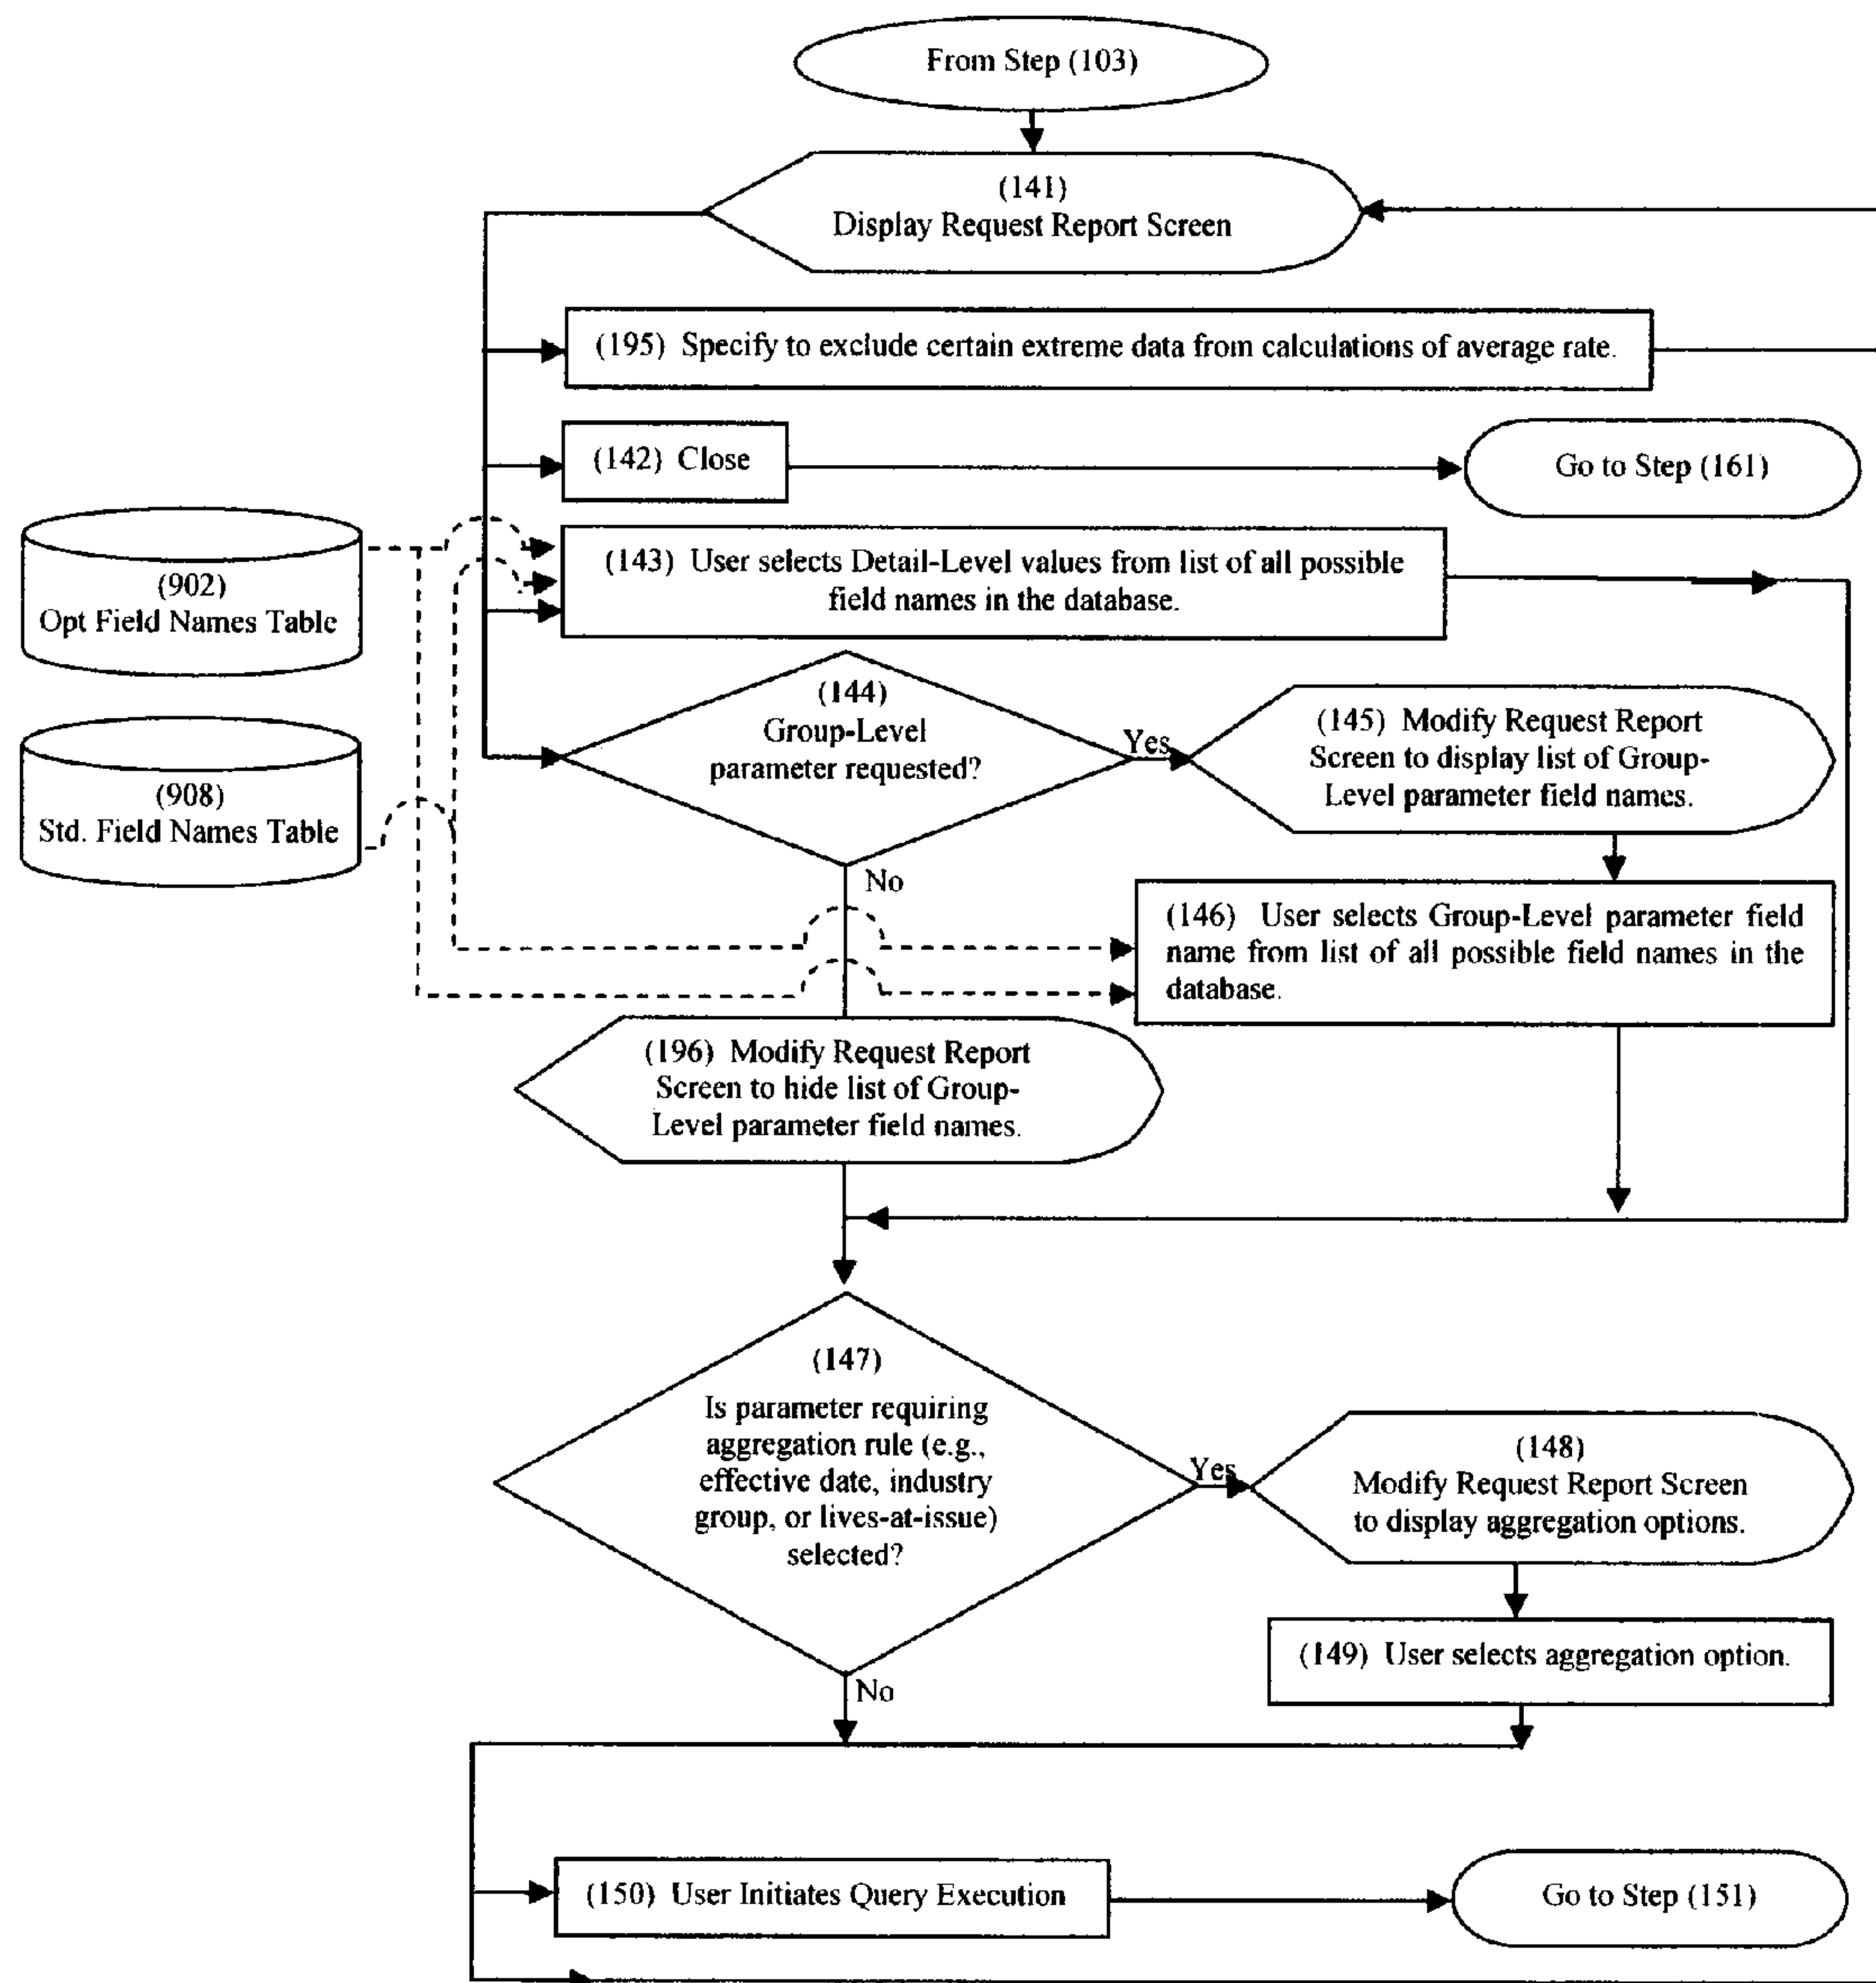 From Step (103)
(141)
Display Request Report Screen
(195) Specify to exclude certain extreme data from calculations of average rate.
(142) Close
Go to Step (161)
(902)
Opt Field Names Table
(143) User selects Detail-Level values from list of all possible
field names in the database.
(144)
Group-Level
parameter requested?
Yes
(145) Modify Request Report
Screen to display list of Group-
Level parameter field names.
(908)
Std. Field Names Table
No
(146) User selects Group-Level parameter field
name from list of all possible field names in the
database.
(196) Modify Request Report
Screen to hide list of Group-
Level parameter field names.
(147)
Is parameter requiring
aggregation rule (e.g.,
effective date, industry
group, or lives-at-issue)
selected?
Yes
(148)
Modify Request Report Screen
to display aggregation options.
(149) User selects aggregation option.
No
(150) User Initiates Query Execution
Go to Step (151)